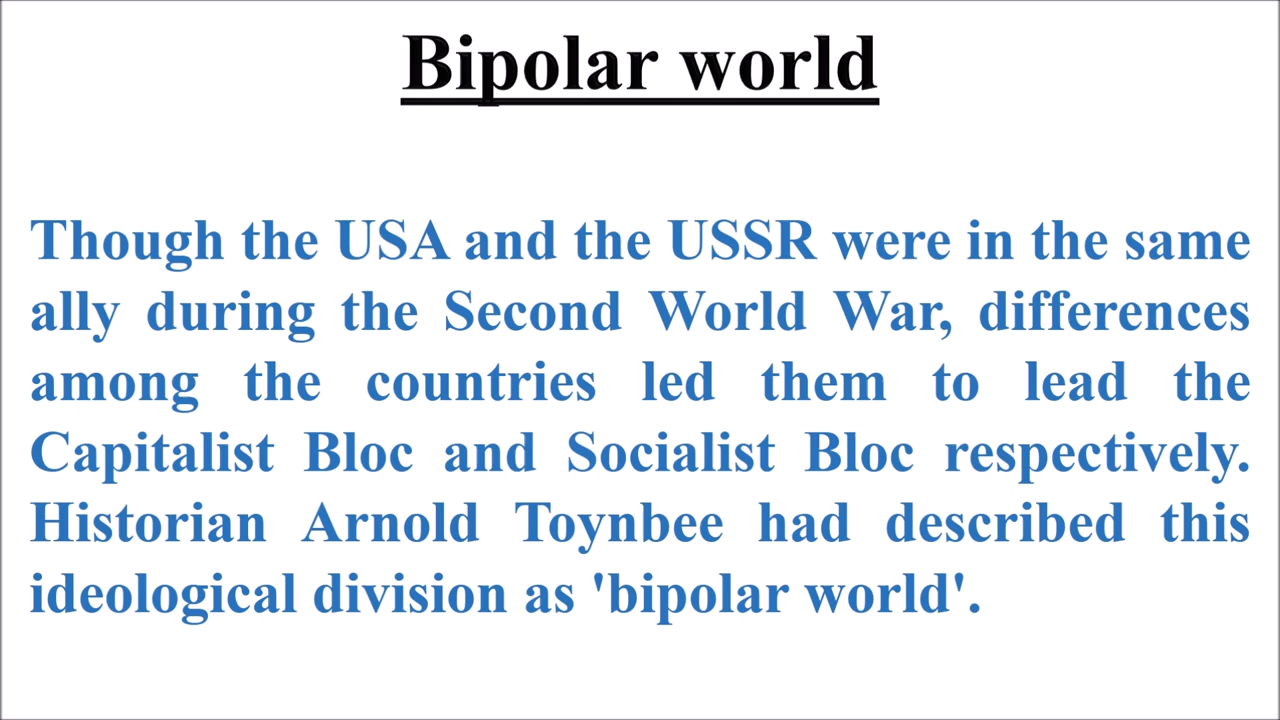 Bipolar world
Though the USA and the USSR were in the same
ally during the Second World War, differences
among the countries led them to lead the
Capitalist Bloc and Socialist Bloc respectively.
Historian Arnold Toynbee had described this
ideological division as 'bipolar world'.